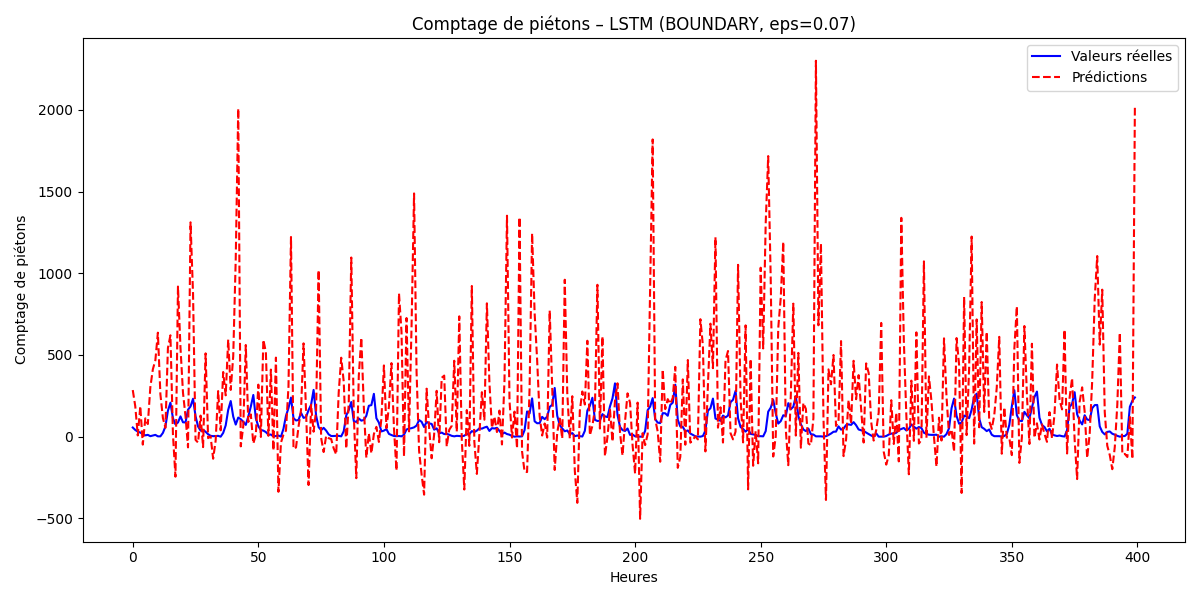 Comptage de piétons – LSTM (BOUNDARY, eps=0.07)
Valeurs réelles
Prédictions
Comptage de piétons
2000
1500
1000
500
0
−500
0 50 100 150 200 250 300 350 400
Heures